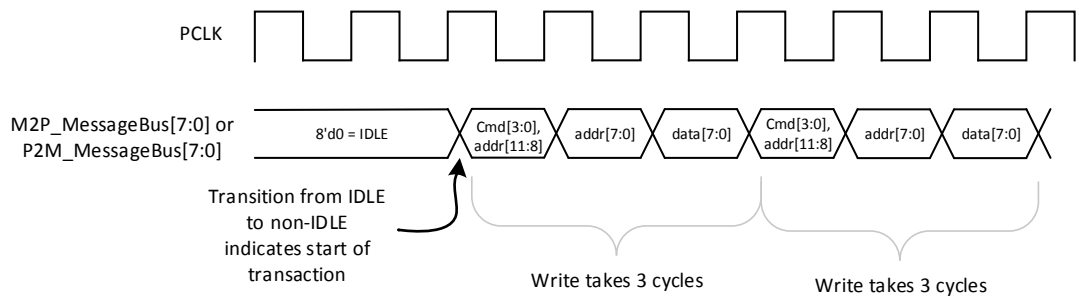 PCLK
M2P_MessageBus[7:0] or
P2M_MessageBus[7:0]
8'd0 = IDLE
Cmd[3:0],
addr[11:8]
addr[7:0]
data[7:0]
Cmd[3:0],
addr[11:8]
addr[7:0]
data[7:0]
Transition from IDLE
to non-IDLE
indicates start of
transaction
Write takes 3 cycles
Write takes 3 cycles